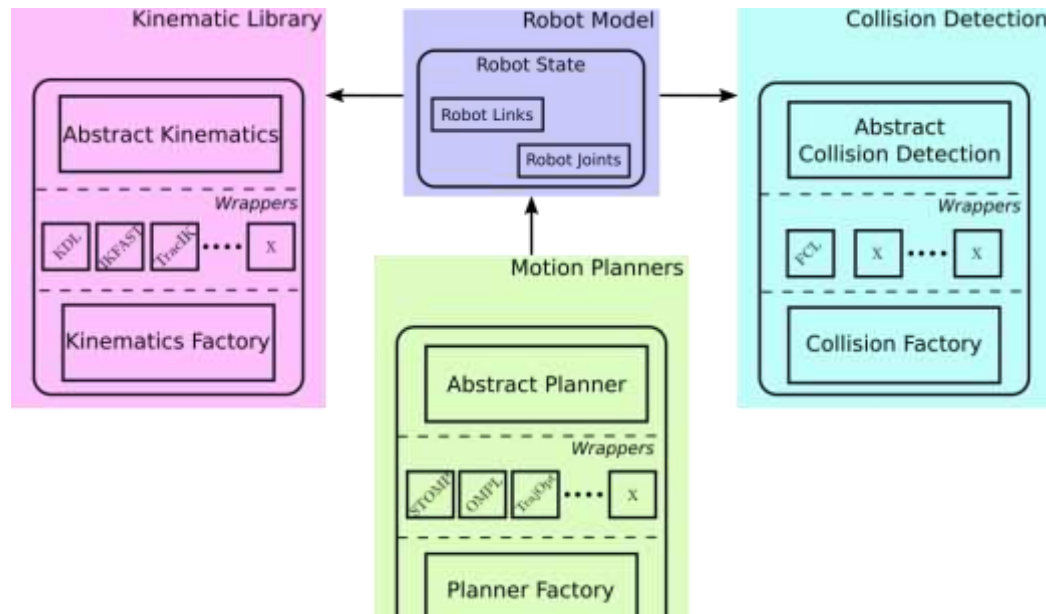 Kinematic Library
Abstract Kinematics
Wrappers
KDL
IKFAST
TracIK
X
Kinematics Factory
Robot Model
Robot State
Robot Links
Robot Joints
Collision Detection
Abstract
Collision Detection
Wrappers
FCL
X
X
Collision Factory
Motion Planners
Abstract Planner
Wrappers
STOMP
OMPL
TrajOpt
X
Planner Factory